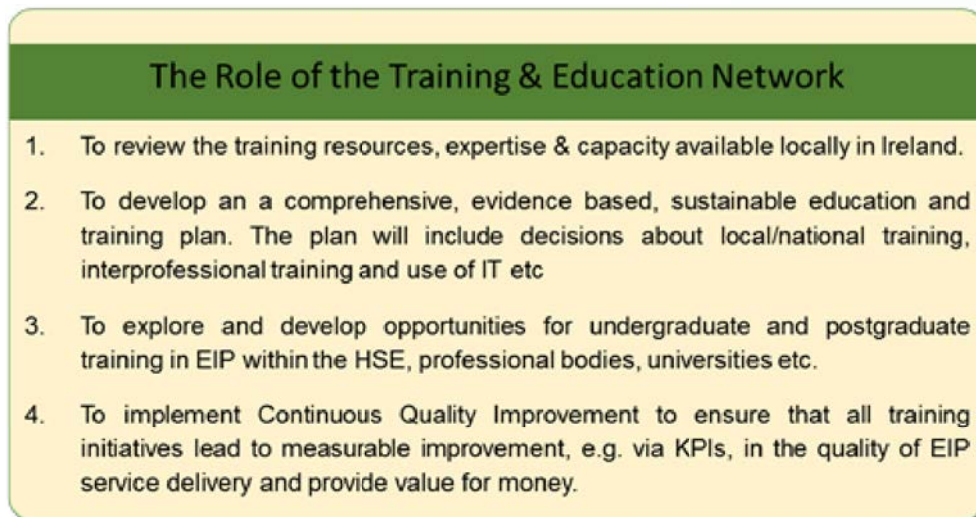 The Role of the Training & Education Network
1. To review the training resources, expertise & capacity available locally in Ireland.
2. To develop an a comprehensive, evidence based, sustainable education and
training plan. The plan will include decisions about local/national training,
interprofessional training and use of IT etc
3. To explore and develop opportunities for undergraduate and postgraduate
training in EIP within the HSE, professional bodies, universities etc.
4. To implement Continuous Quality Improvement to ensure that all training
initiatives lead to measurable improvement, e.g. via KPIs, in the quality of EIP
service delivery and provide value for money.